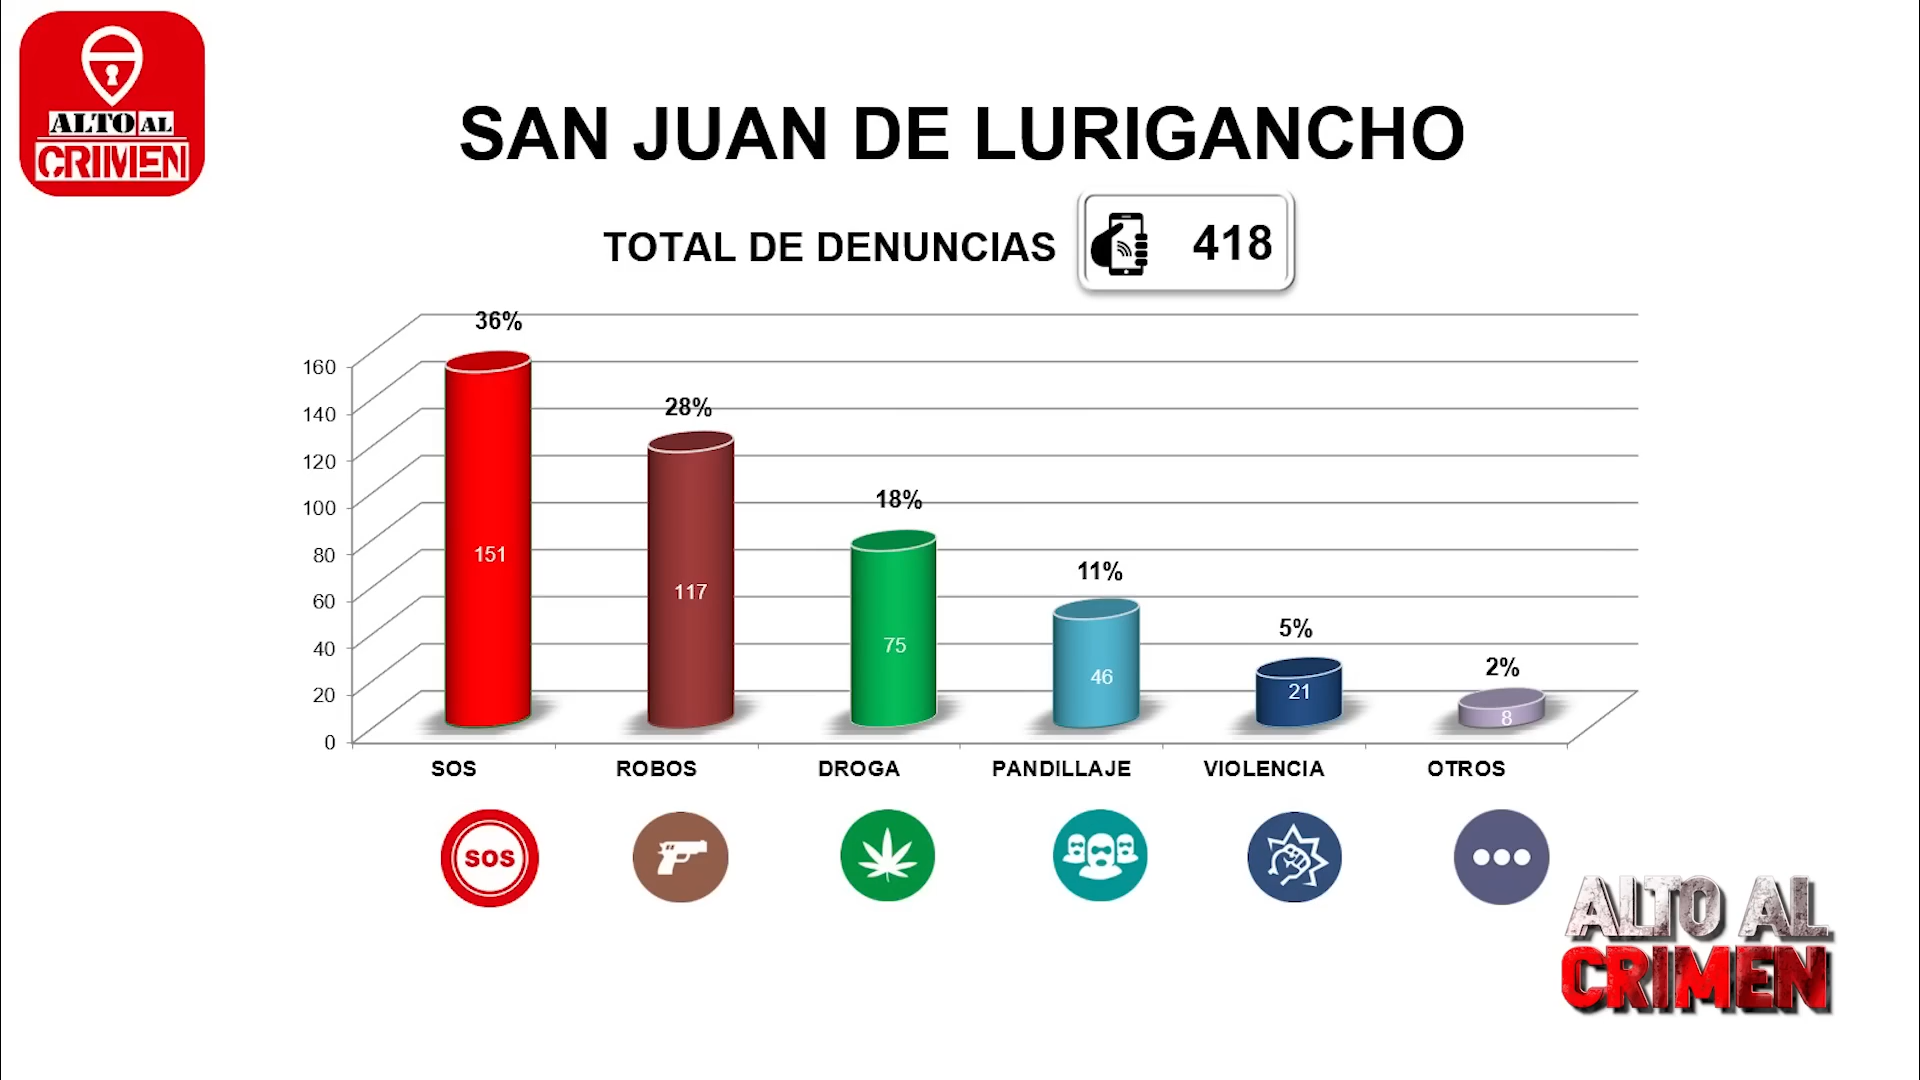 ALTO AL
CRIMEN
SAN JUAN DE LURIGANCHO
TOTAL DE DENUNCIAS 418
36%
28%
18%
11%
5%
2%
160
140
120
100
80
60
40
20
0
151
117
75
46
21
8
SOS ROBOS DROGA PANDILLAJE VIOLENCIA OTROS
SOS
ALTO AL
CRIMEN